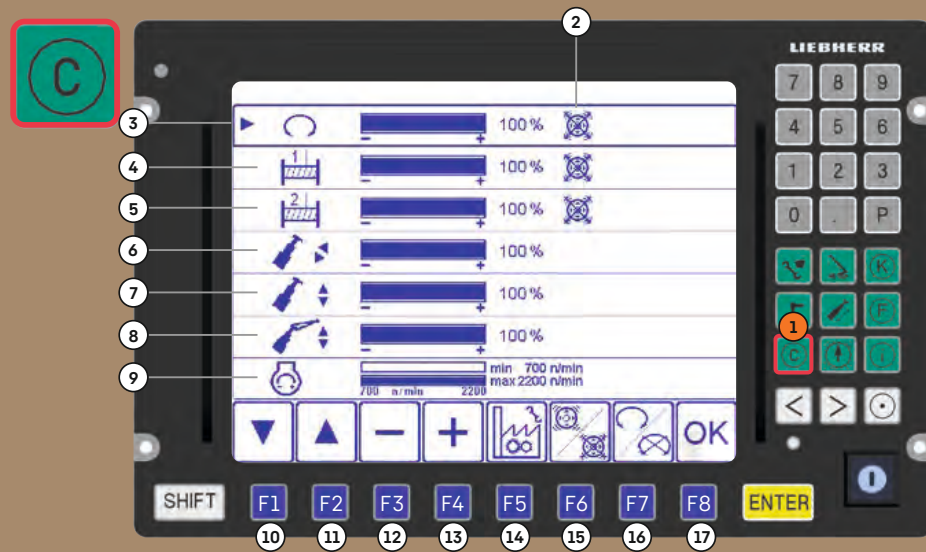 C
2
LIEBHERR
7 8 9
3
100 %
- +
4 5 6
4
1
100 %
- +
1 2 3
5
2
100 %
- +
0 . P
6
100 %
- +
K
7
100 %
- +
F
1
8
100 %
- +
C
9
min 700 n/min
max 2200 n/min
700 n/min 2200
< >
- + OK
SHIFT F1 F2 F3 F4 F5 F6 F7 F8 ENTER
10 11 12 13 14 15 16 17